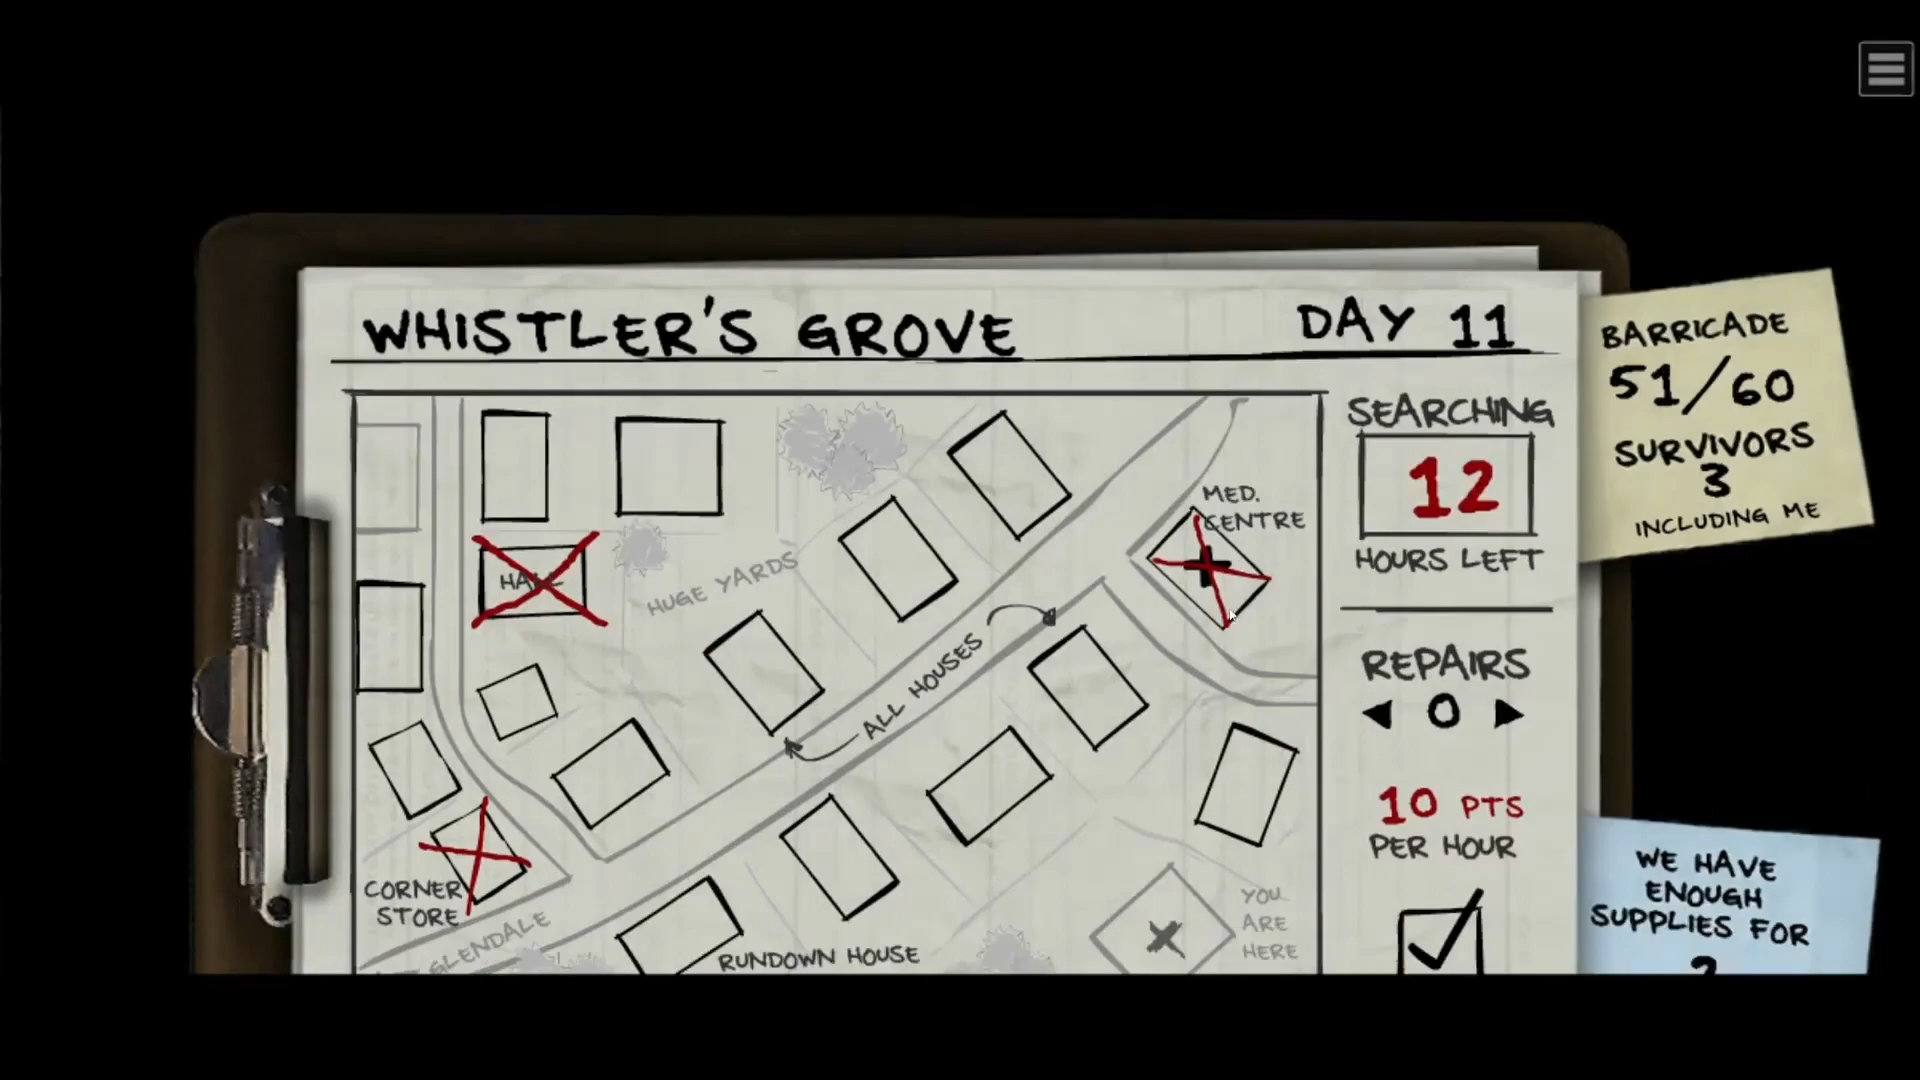 WHISTLER'S GROVE
DAY 11
MED.
CENTRE
HALL
HUGE YARDS
ALL HOUSES
CORNER
STORE
GLENDALE
RUNDOWN HOUSE
YOU
ARE
HERE
SEARCHING
12
HOURS LEFT
REPAIRS
0
10 PTS
PER HOUR
BARRICADE
51/60
SURVIVORS
3
INCLUDING ME
WE HAVE
ENOUGH
SUPPLIES FOR